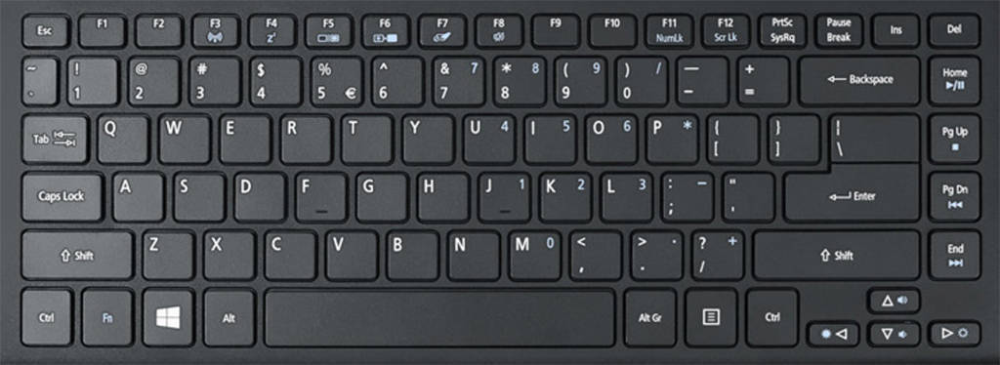 Esc F1 F2 F3 F4 F5 F6 F7 F8 F9 F10 F11 F12 PrtSc Pause Ins Del
zz NumLk Scr Lk SysRq Break
~ ! @ # $ % ^ & 7 * 8 ( 9 ) / — + Backspace Home
` 1 2 3 4 5 € 6 7 8 9 0 - =
Tab Q W E R T Y U 4 I 5 O 6 P * { } | Pg Up
[ ] \
Caps Lock A S D F G H J 1 K 2 L 3 : - " Enter Pg Dn
; '
Shift Z X C V B N M 0 < > . ? + Shift End
, . /
Ctrl Fn Alt Alt Gr Ctrl